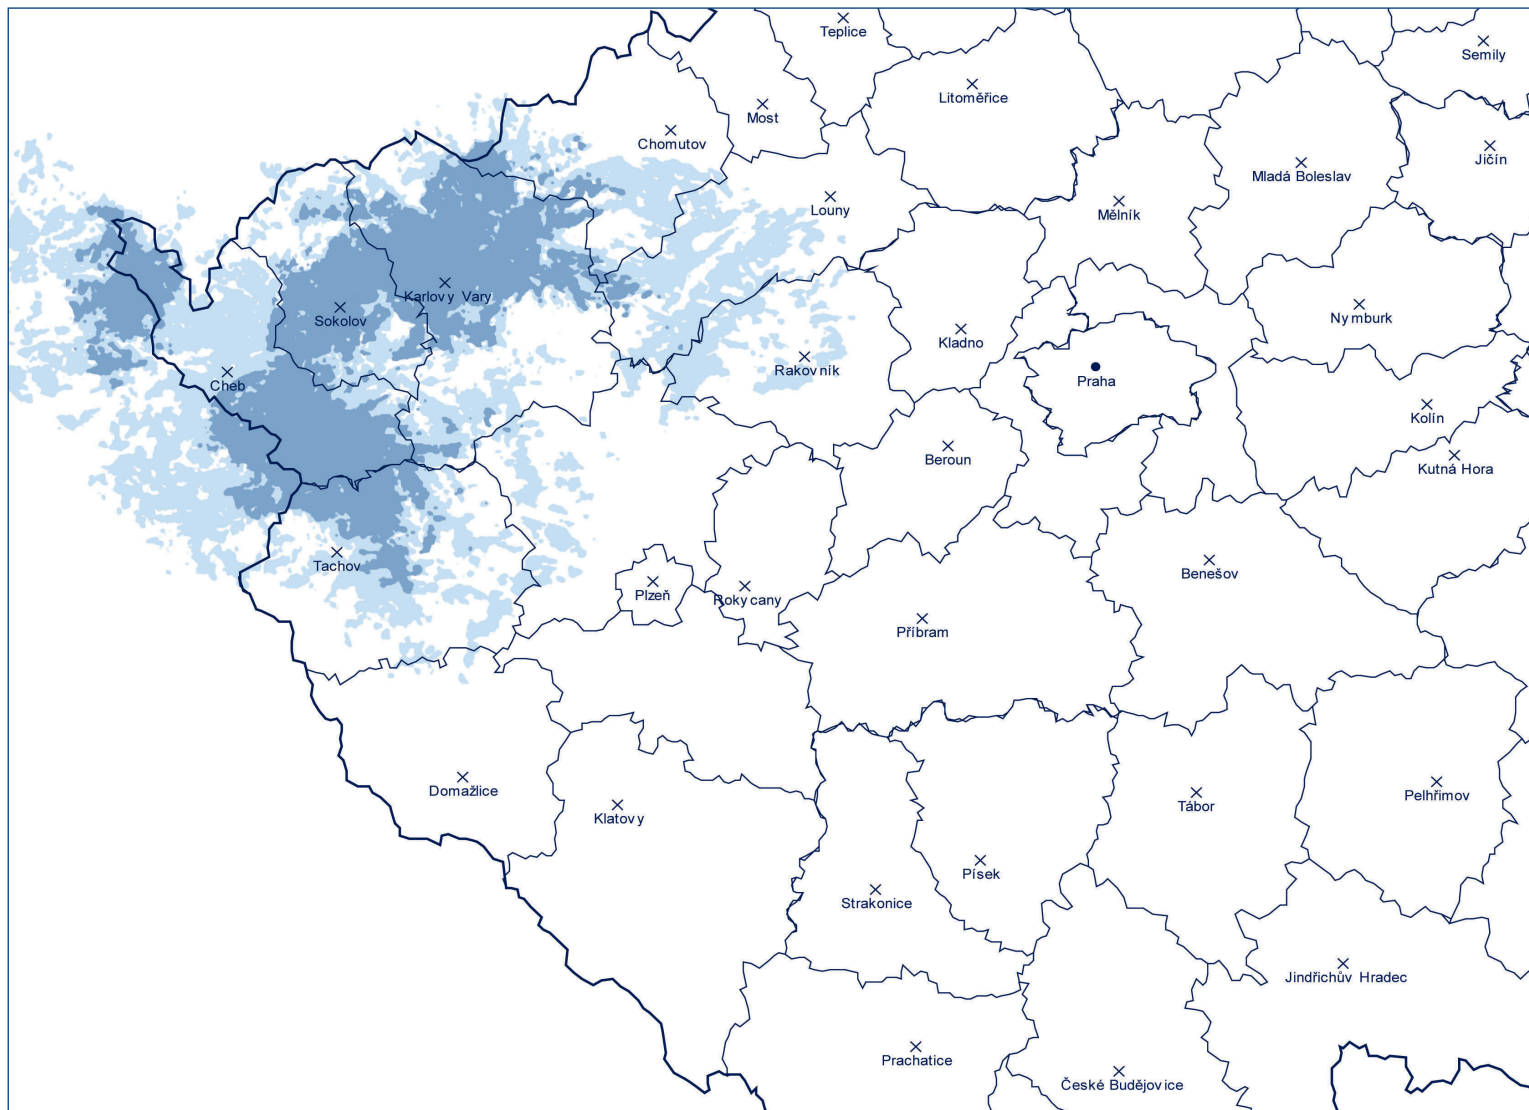 Teplice
Semily
Litoměřice
Most
Chomutov
Jičín
Mladá Boleslav
Louny
Mělník
Karlovy Vary
Sokolov
Nymburk
Kladno
Rakovník
Praha
Cheb
Kolín
Beroun
Kutná Hora
Tachov
Benešov
Plzeň
Rokycany
Příbram
Domažlice
Pelhřimov
Tábor
Klatovy
Písek
Strakonice
Jindřichův Hradec
Prachatice
České Budějovice